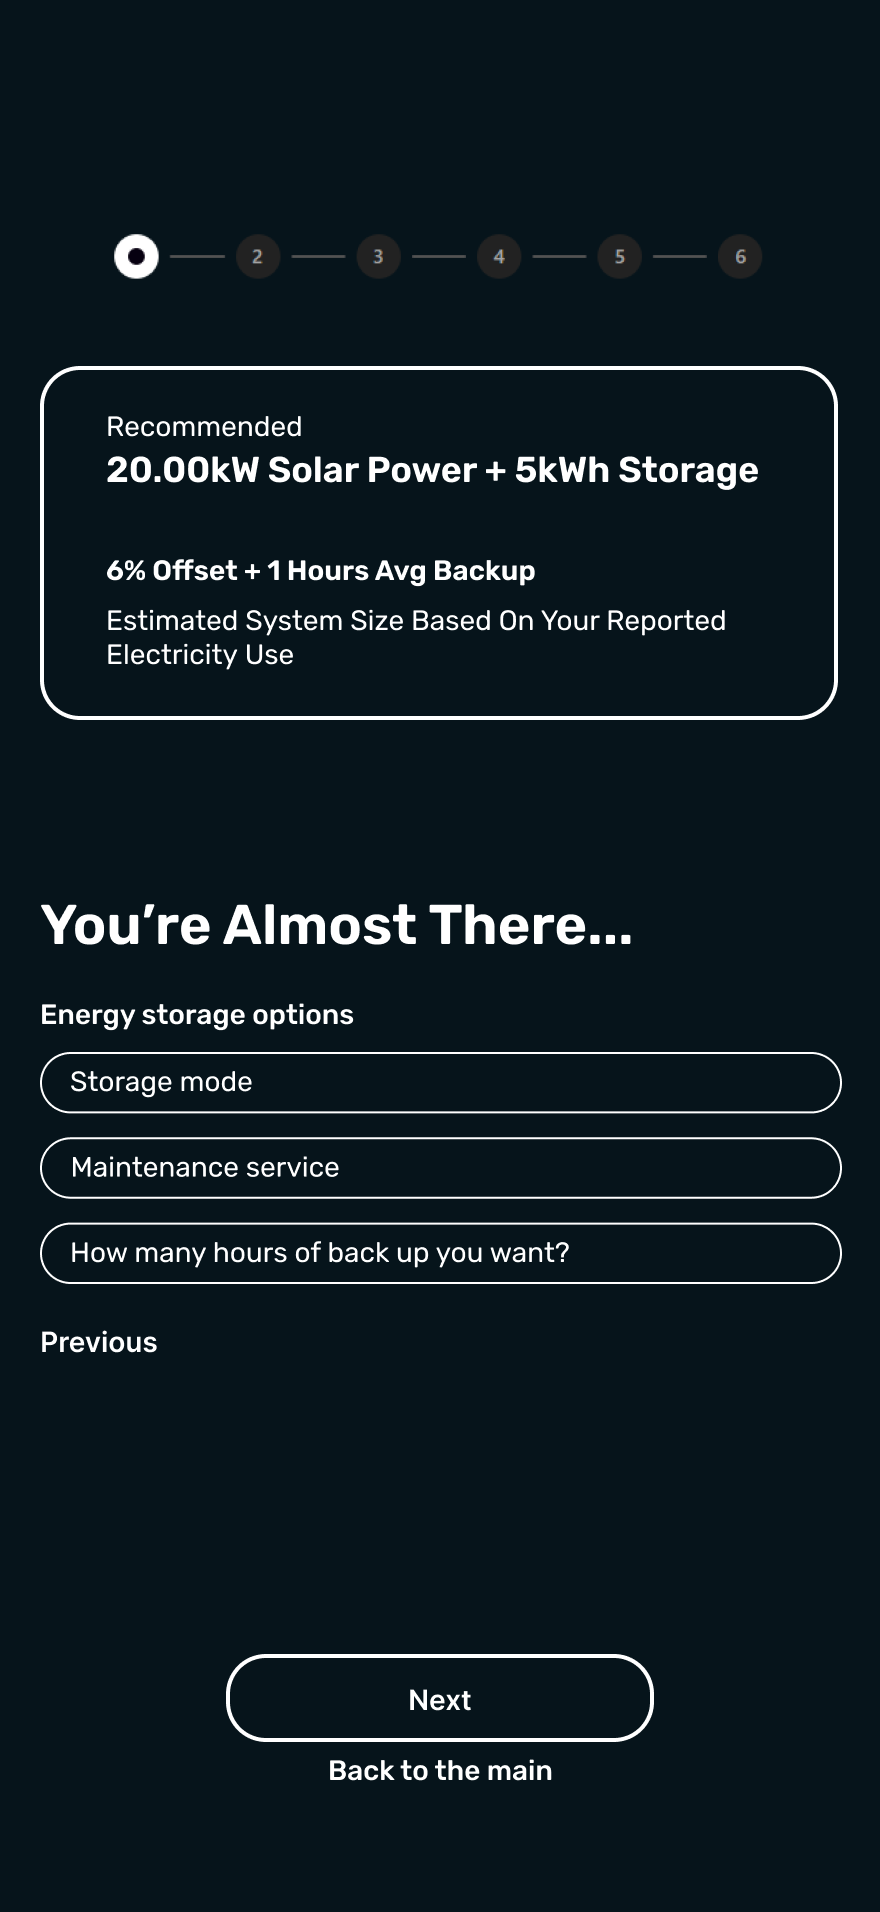 2 3 4 5 6
Recommended
20.00kW Solar Power + 5kWh Storage
6% Offset + 1 Hours Avg Backup
Estimated System Size Based On Your Reported
Electricity Use
You’re Almost There...
Energy storage options
Storage mode
Maintenance service
How many hours of back up you want?
Previous
Next
Back to the main